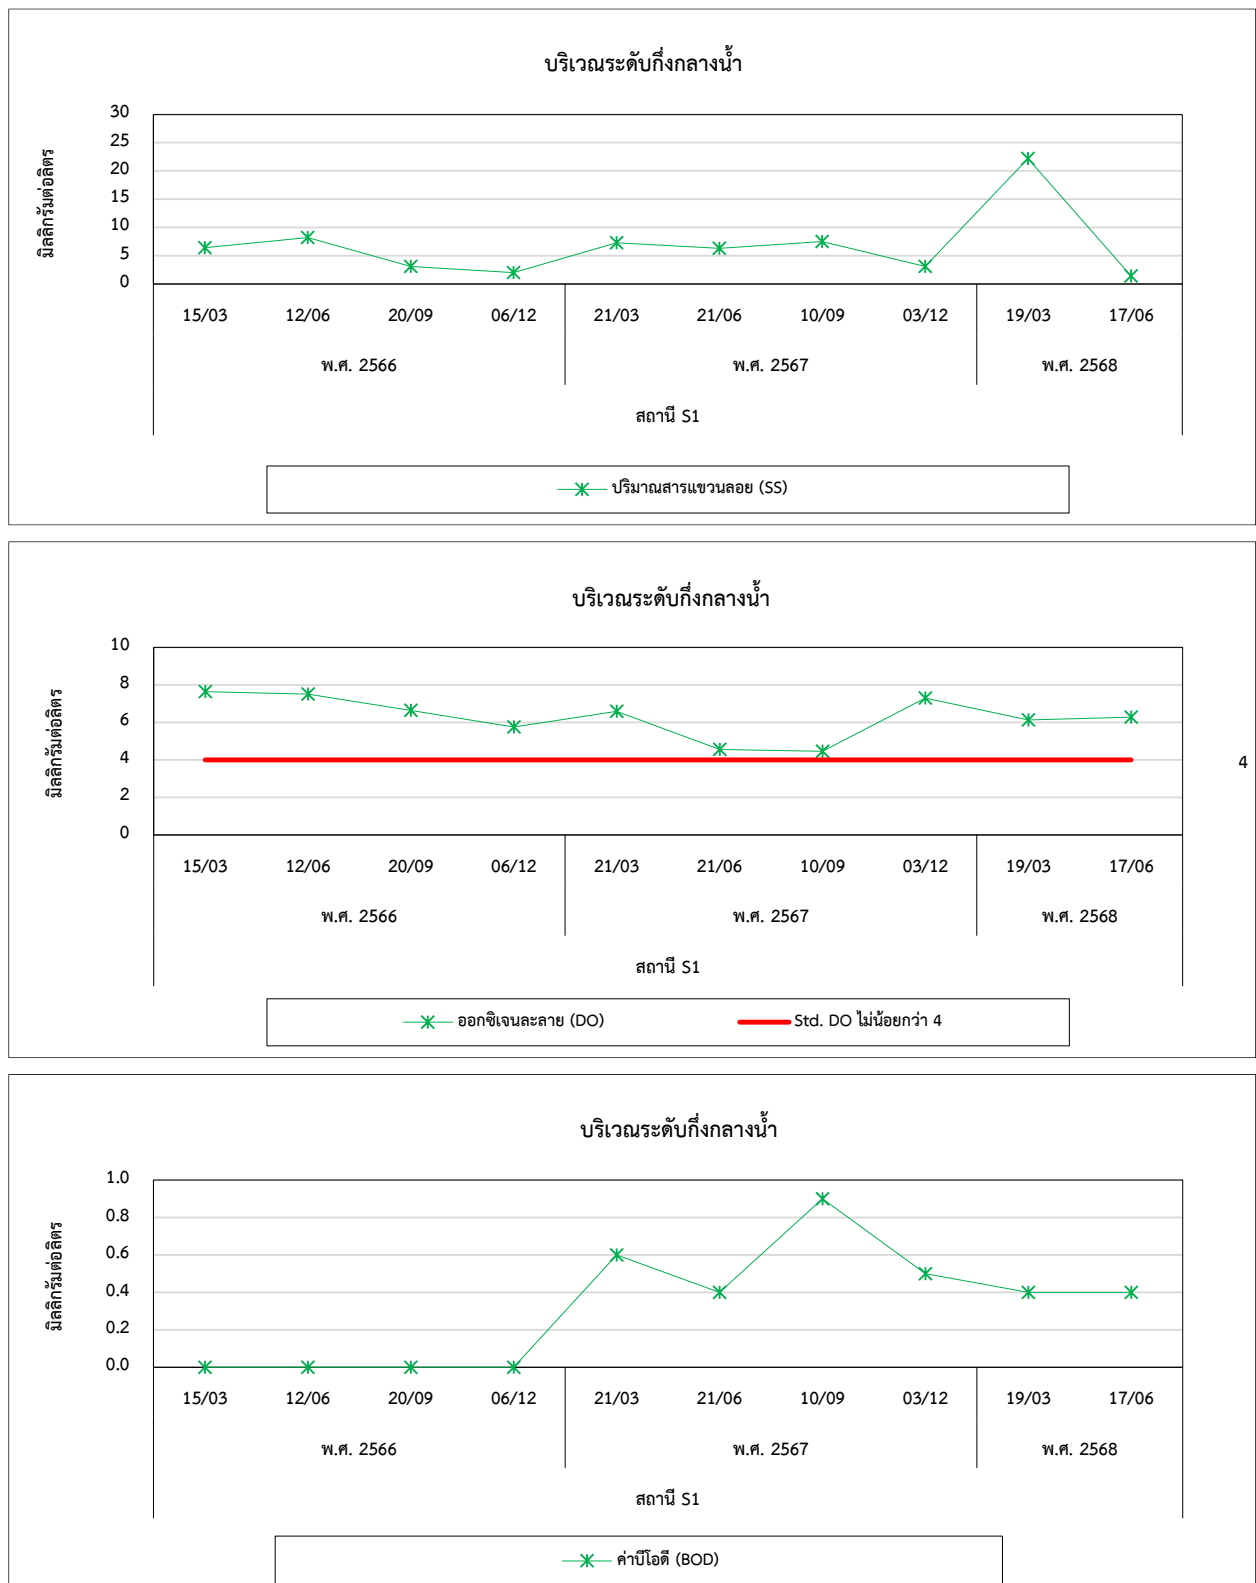 บริเวณระดับกึ่งกลางน้ำ
มิลลิกรัมต่อลิตร
30
25
20
15
10
5
0
15/03 12/06 20/09 06/12 21/03 21/06 10/09 03/12 19/03 17/06
พ.ศ. 2566 พ.ศ. 2567 พ.ศ. 2568
สถานี S1
ปริมาณสารแขวนลอย (SS)
บริเวณระดับกึ่งกลางน้ำ
มิลลิกรัมต่อลิตร
10
8
6
4
2
0
4
15/03 12/06 20/09 06/12 21/03 21/06 10/09 03/12 19/03 17/06
พ.ศ. 2566 พ.ศ. 2567 พ.ศ. 2568
สถานี S1
ออกซิเจนละลาย (DO) Std. DO ไม่น้อยกว่า 4
บริเวณระดับกึ่งกลางน้ำ
มิลลิกรัมต่อลิตร
1.0
0.8
0.6
0.4
0.2
0.0
15/03 12/06 20/09 06/12 21/03 21/06 10/09 03/12 19/03 17/06
พ.ศ. 2566 พ.ศ. 2567 พ.ศ. 2568
สถานี S1
ค่าบีโอดี (BOD)